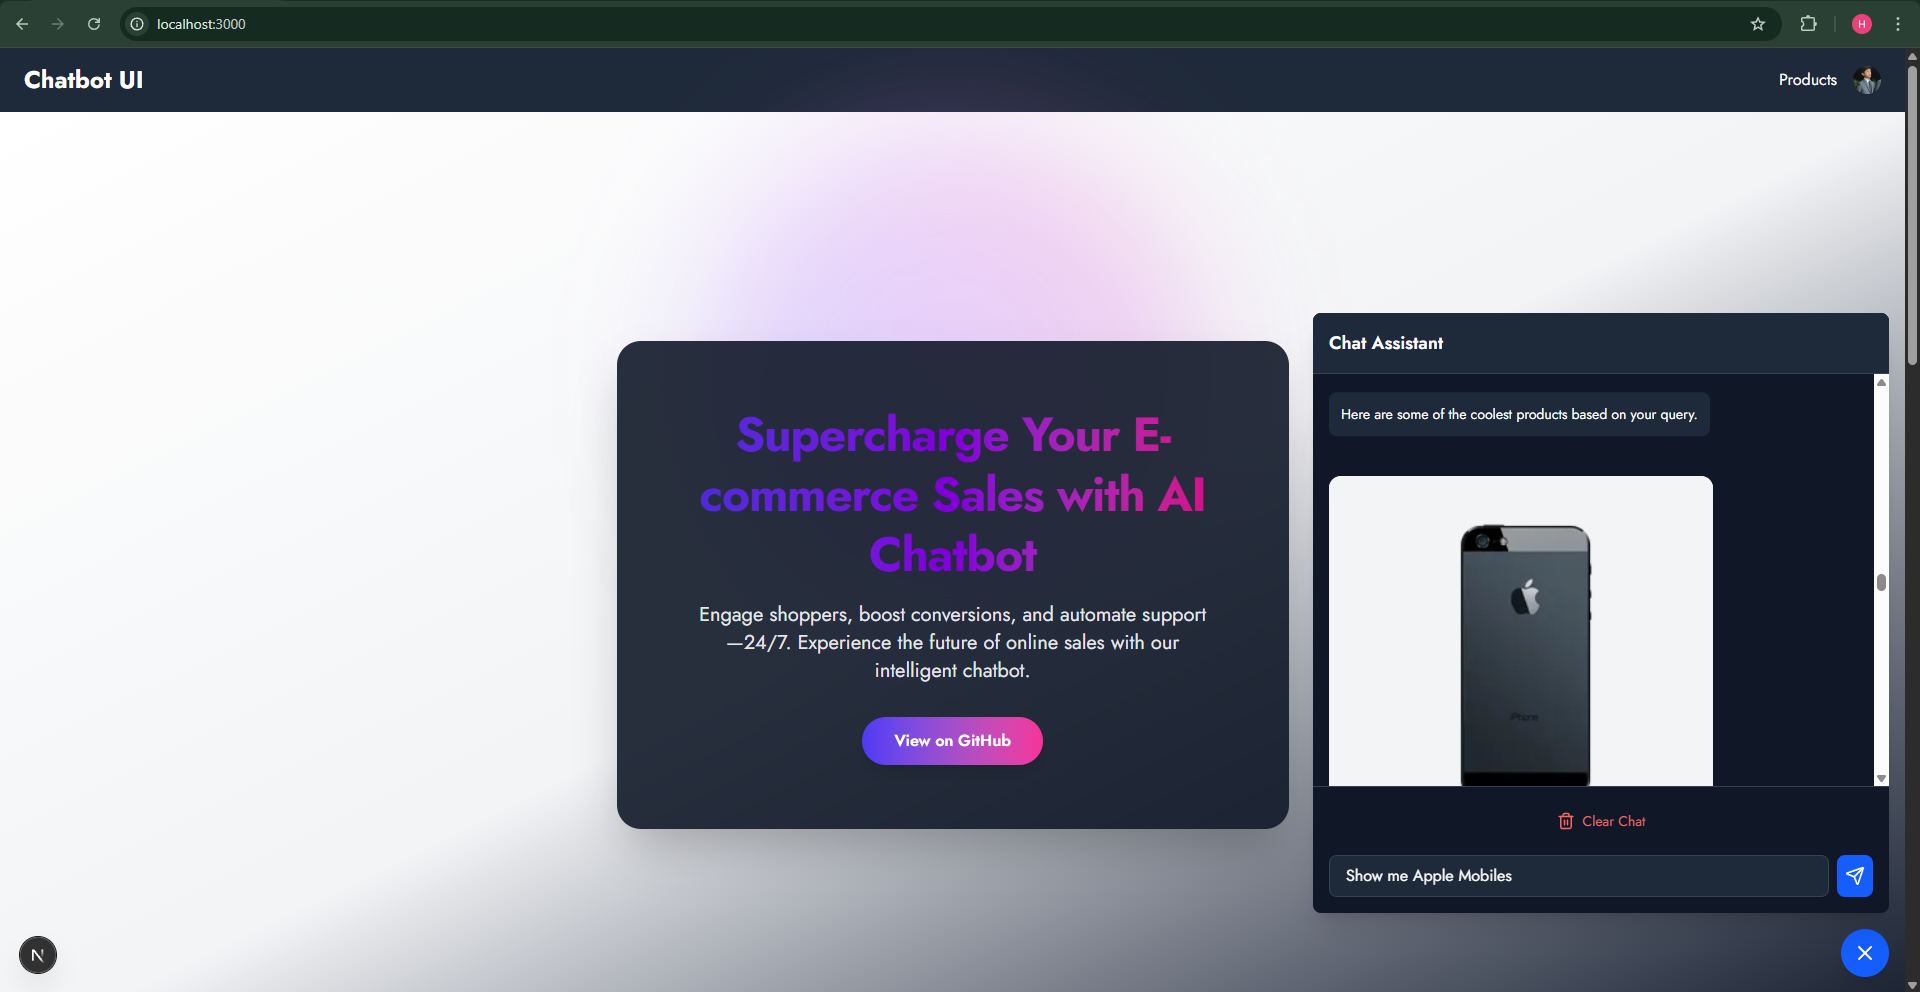 localhost:3000
H
Chatbot UI
Products
Supercharge Your E-
commerce Sales with AI
Chatbot
Engage shoppers, boost conversions, and automate support
—24/7. Experience the future of online sales with our
intelligent chatbot.
View on GitHub
Chat Assistant
Here are some of the coolest products based on your query.
iPhone
Clear Chat
Show me Apple Mobiles
N